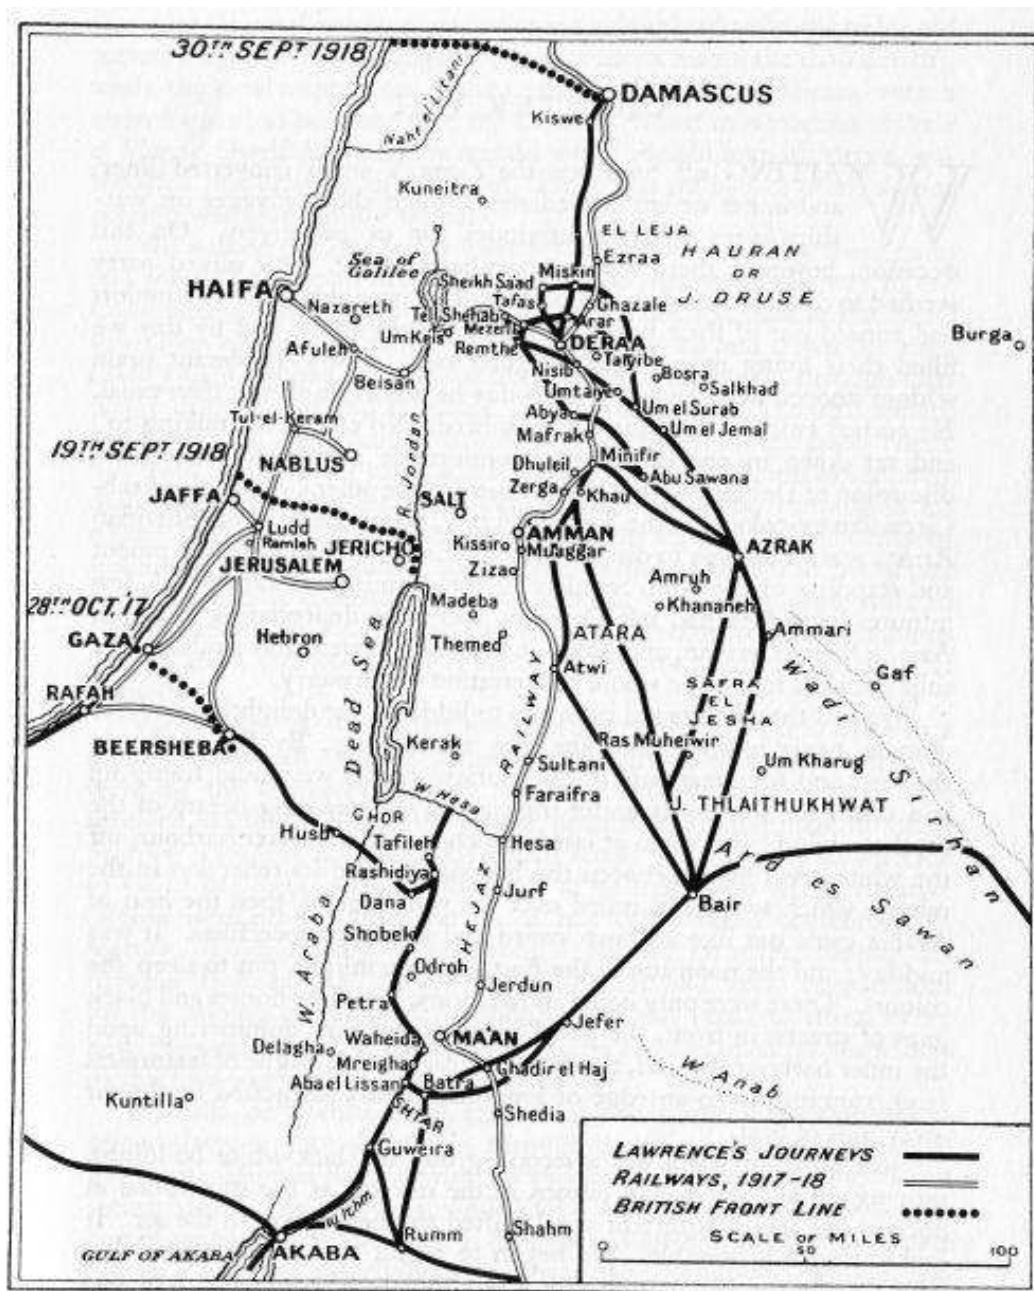 30TH SEPT 1918
DAMASCUS
Kiswe
Nahr el Litani
Kuneitra
EL LEJA
HAURAN
OR
J. DRUSE
Ezraa
Sea of
Galilee
Sheikh Saad
Miskin
HAIFA
Tafas
Ghazale
Nazareth
Tell Shehab
Arar
Mezerib
Um Keis
Remthe
DERAA
Burga
Afuleh
Taiyibe
Beisan
Nisib
Bosra
Salkhad
Umtaiye
Um el Surab
Tul-el-Keram
Abya
Um el Jemal
19TH SEPT 1918
Mafrak
NABLUS
R. Jordan
Minifir
Dhuleil
Abu Sawana
JAFFA
SALT
Zerga
Khau
Ludd
Ramleh
AMMAN
JERICHO
Kissir
Muaggar
AZRAK
JERUSALEM
Ziza
Amruh
28TH OCT. 17
Madeba
Khananeh
GAZA
Hebron
Themed
ATARA
Ammari
Dead Sea
Atwi
Gaf
RAFAH
SAFRA
EL
JESHA
Wadi Sirhan
BEERSHEBA
Kerak
RAILWAY
Ras Muheiwir
Sultani
Um Kharug
W. Hesa
Faraifra
J. THLAITHUKHWAT
GHOR
Husb
Tafileh
Hesa
Rashidiya
Ard es Sawan
Dana
Jurf
Bair
Shobek
HEJAZ
W. Araba
Odroh
Jerdun
Petra
Jefer
Waheida
MA'AN
Delagha
Mreigha
Ghadir el Haj
W. Anab
Aba el Lissan
Batra
Kuntilla
SHTAR
Shedia
Guweira
LAWRENCE'S JOURNEYS
RAILWAYS, 1917-18
BRITISH FRONT LINE
W. Ithm
SCALE OF MILES
GULF OF AKABA
AKABA
Rumm
Shahm
0 50 100